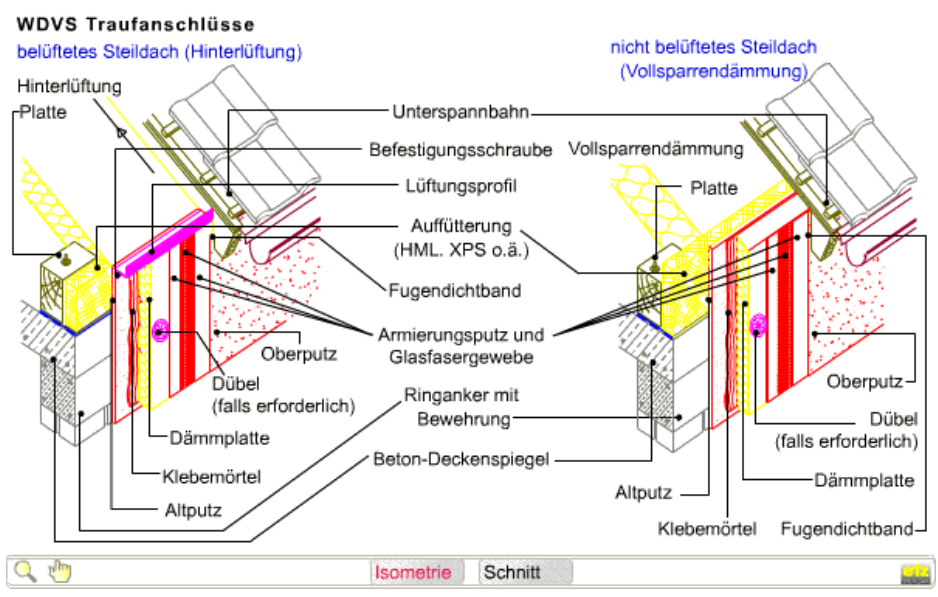 WDVS Traufanschlüsse
belüftetes Steildach (Hinterlüftung)
nicht belüftetes Steildach
(Vollsparrendämmung)
Hinterlüftung
Platte
Unterspannbahn
Befestigungsschraube
Vollsparrendämmung
Lüftungsprofil
Platte
Auffütterung
(HML. XPS o.ä.)
Fugendichtband
Armierungsputz und
Glasfasergewebe
Oberputz
Dübel
(falls erforderlich)
Ringanker mit
Bewehrung
Oberputz
Dübel
(falls erforderlich)
Dämmplatte
Beton-Deckenspiegel
Klebemörtel
Dämmplatte
Altputz
Altputz
Klebemörtel
Fugendichtband
Isometrie
Schnitt